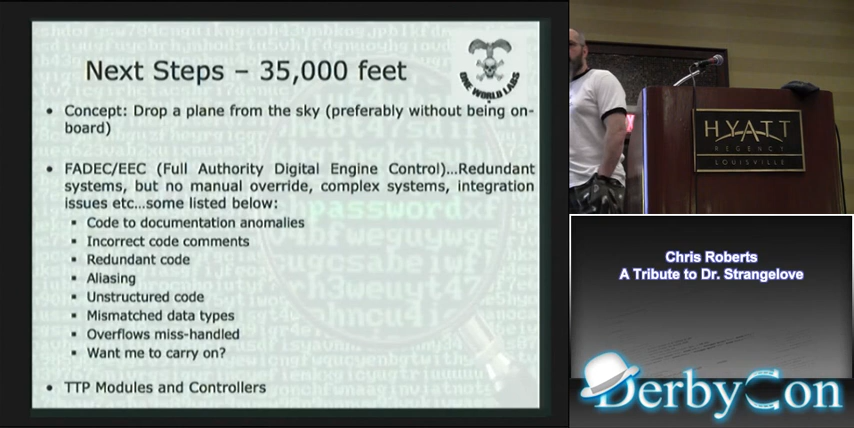 Next Steps – 35,000 feet
ONE WORLD LABS
• Concept: Drop a plane from the sky (preferably without being on-
board)
• FADEC/EEC (Full Authority Digital Engine Control)...Redundant
systems, but no manual override, complex systems, integration
issues etc...some listed below:
password
▪ Code to documentation anomalies
▪ Incorrect code comments
▪ Redundant code
▪ Aliasing
▪ Unstructured code
▪ Mismatched data types
▪ Overflows miss-handled
▪ Want me to carry on?
• TTP Modules and Controllers
HYATT
REGENCY
LOUISVILLE
Chris Roberts
A Tribute to Dr. Strangelove
DerbyCon